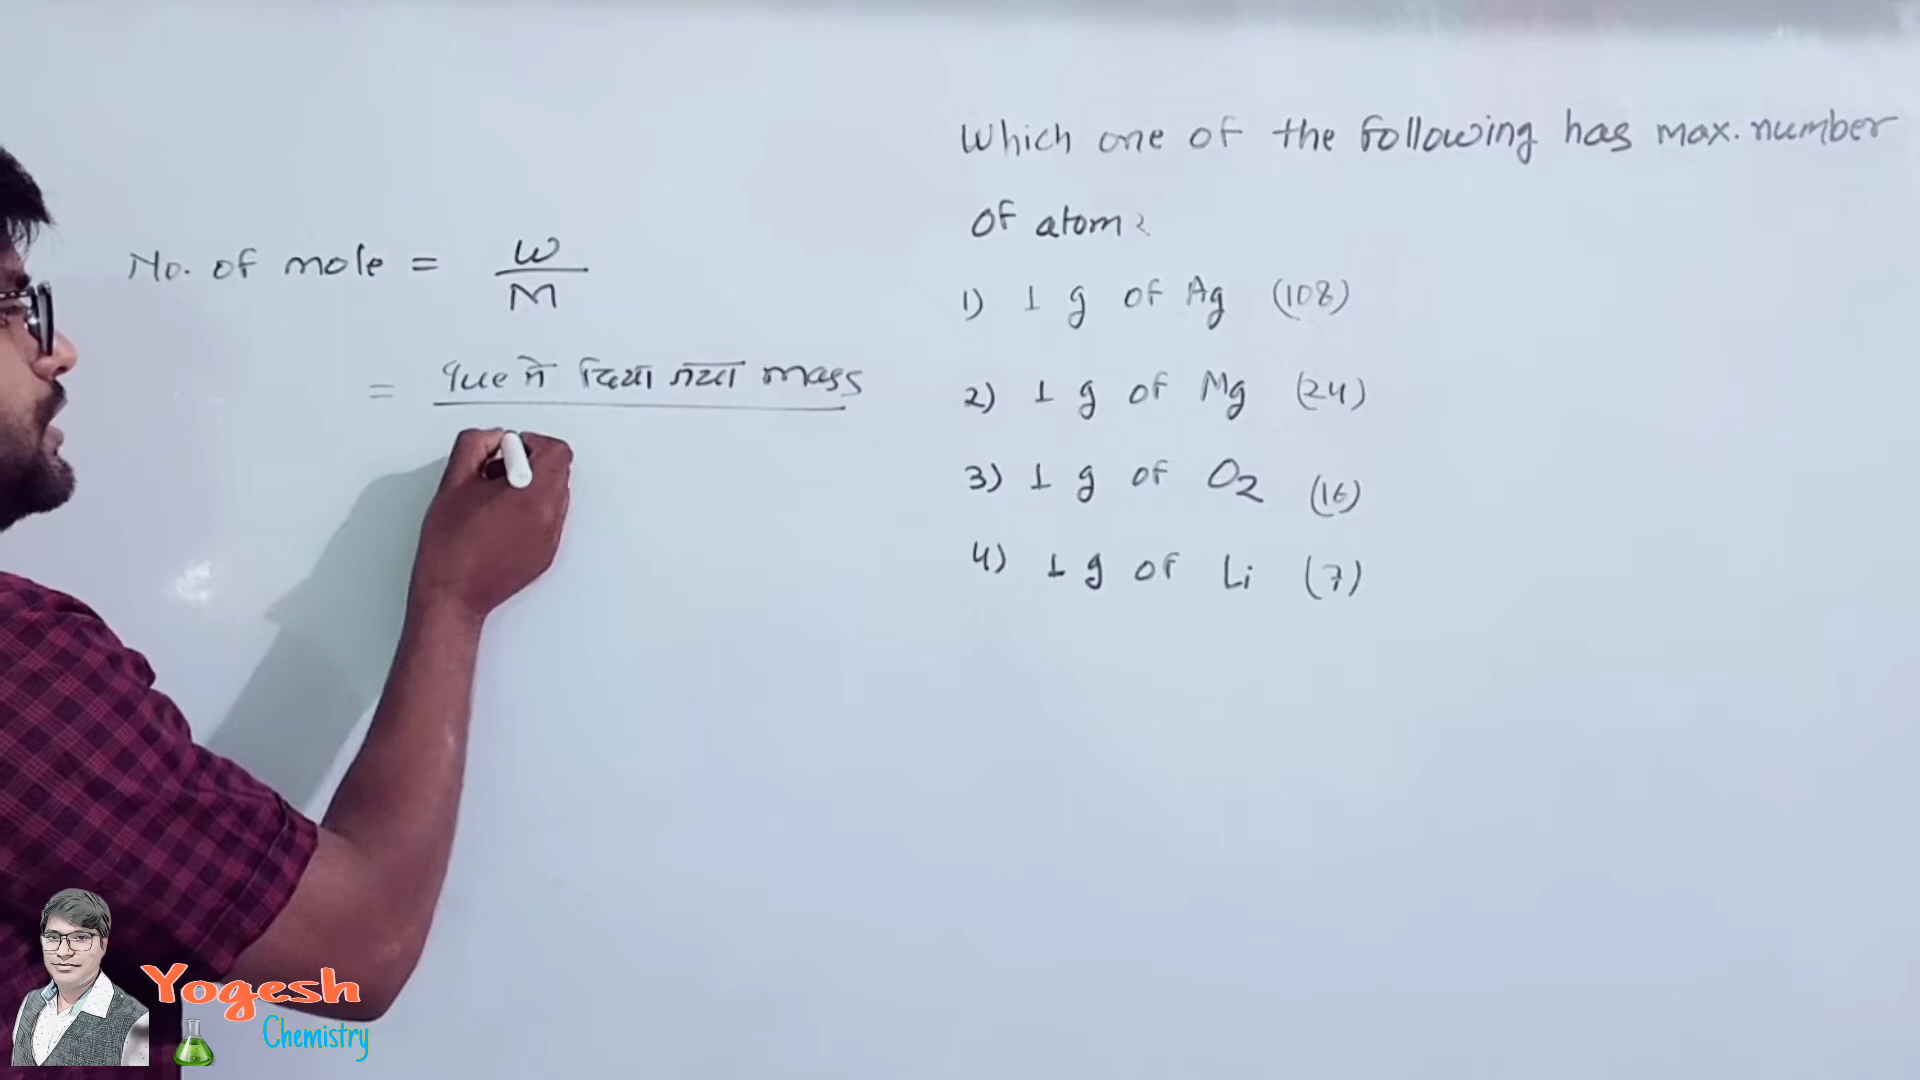 No. of mole = W/M
= प्रश्न में दिया गया mass
Which one of the following has max. number
of atom?
1) 1 g of Ag (108)
2) 1 g of Mg (24)
3) 1 g of O2 (16)
4) 1 g of Li (7)
Yogesh
Chemistry